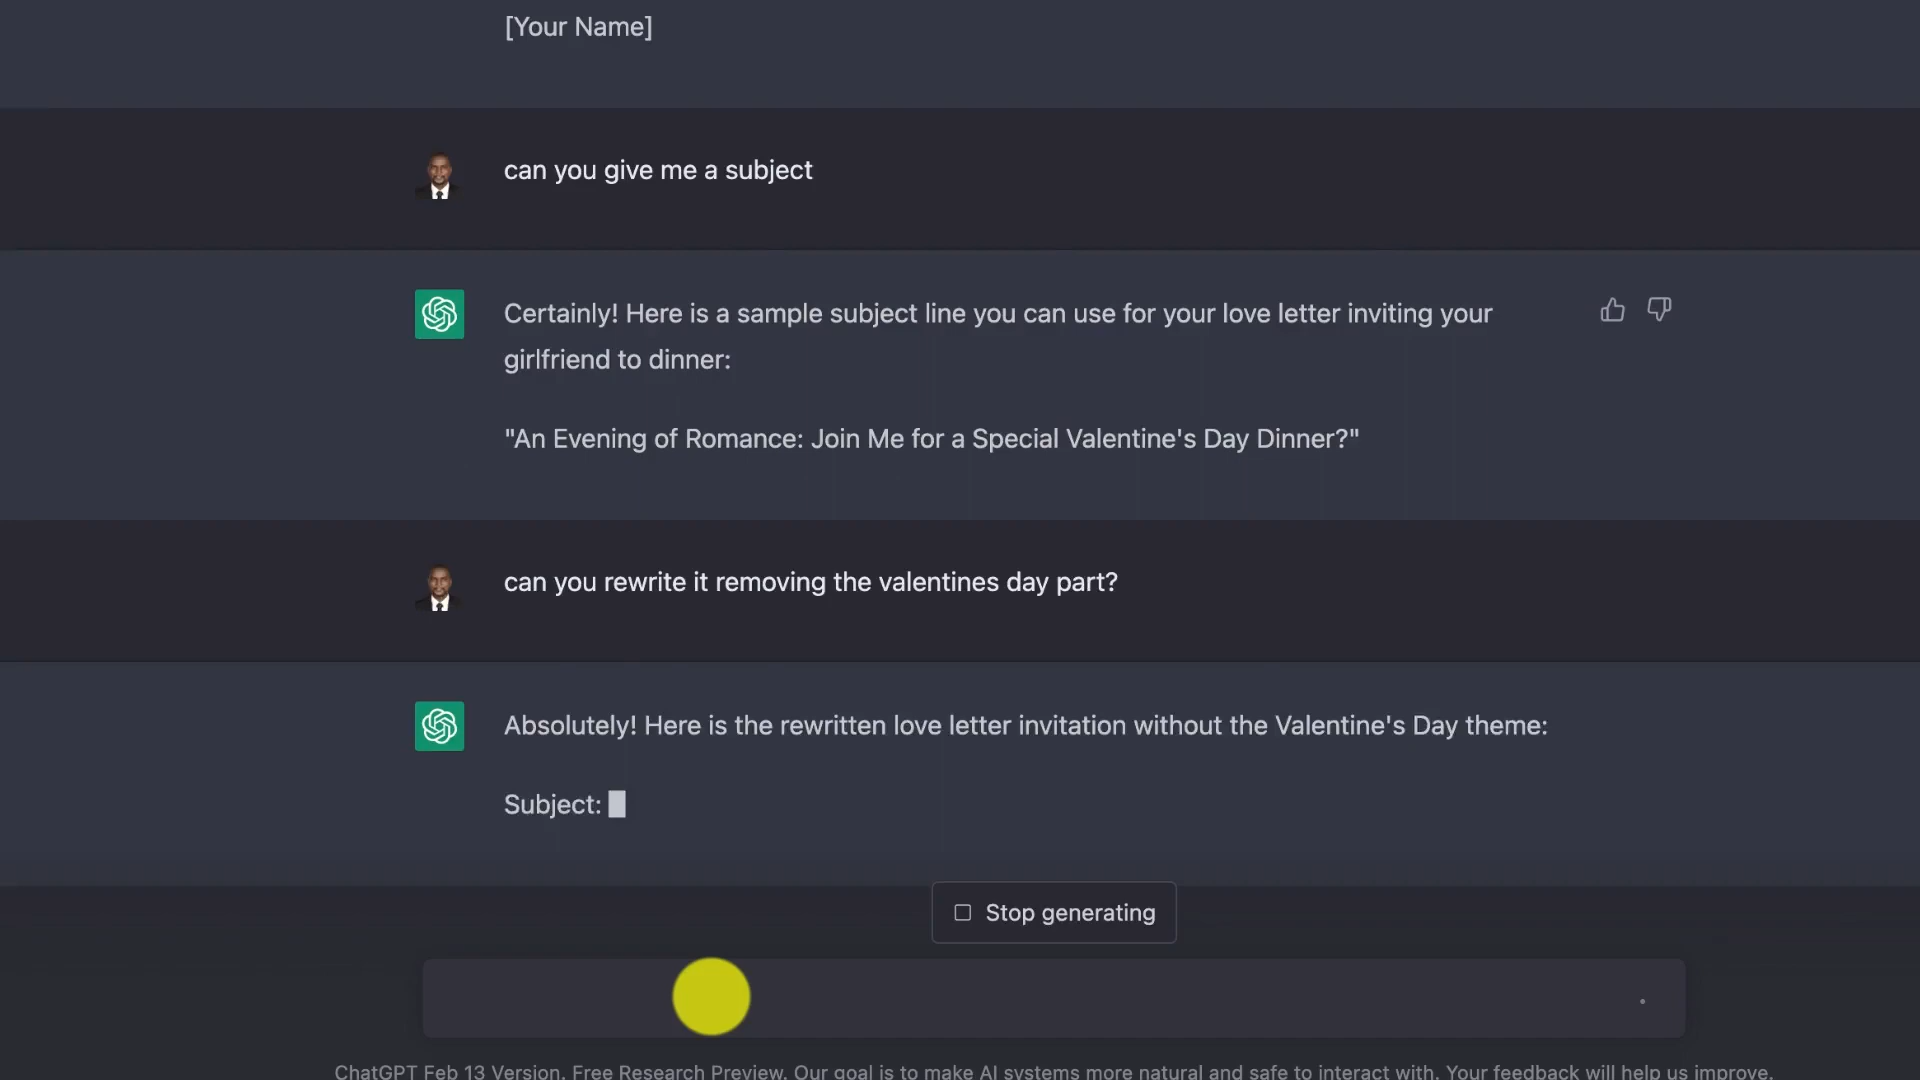 [Your Name]
can you give me a subject
Certainly! Here is a sample subject line you can use for your love letter inviting your
girlfriend to dinner:
"An Evening of Romance: Join Me for a Special Valentine's Day Dinner?"
can you rewrite it removing the valentines day part?
Absolutely! Here is the rewritten love letter invitation without the Valentine's Day theme:
Subject:
Stop generating
ChatGPT Feb 13 Version. Free Research Preview. Our goal is to make AI systems more natural and safe to interact with. Your feedback will help us improve.